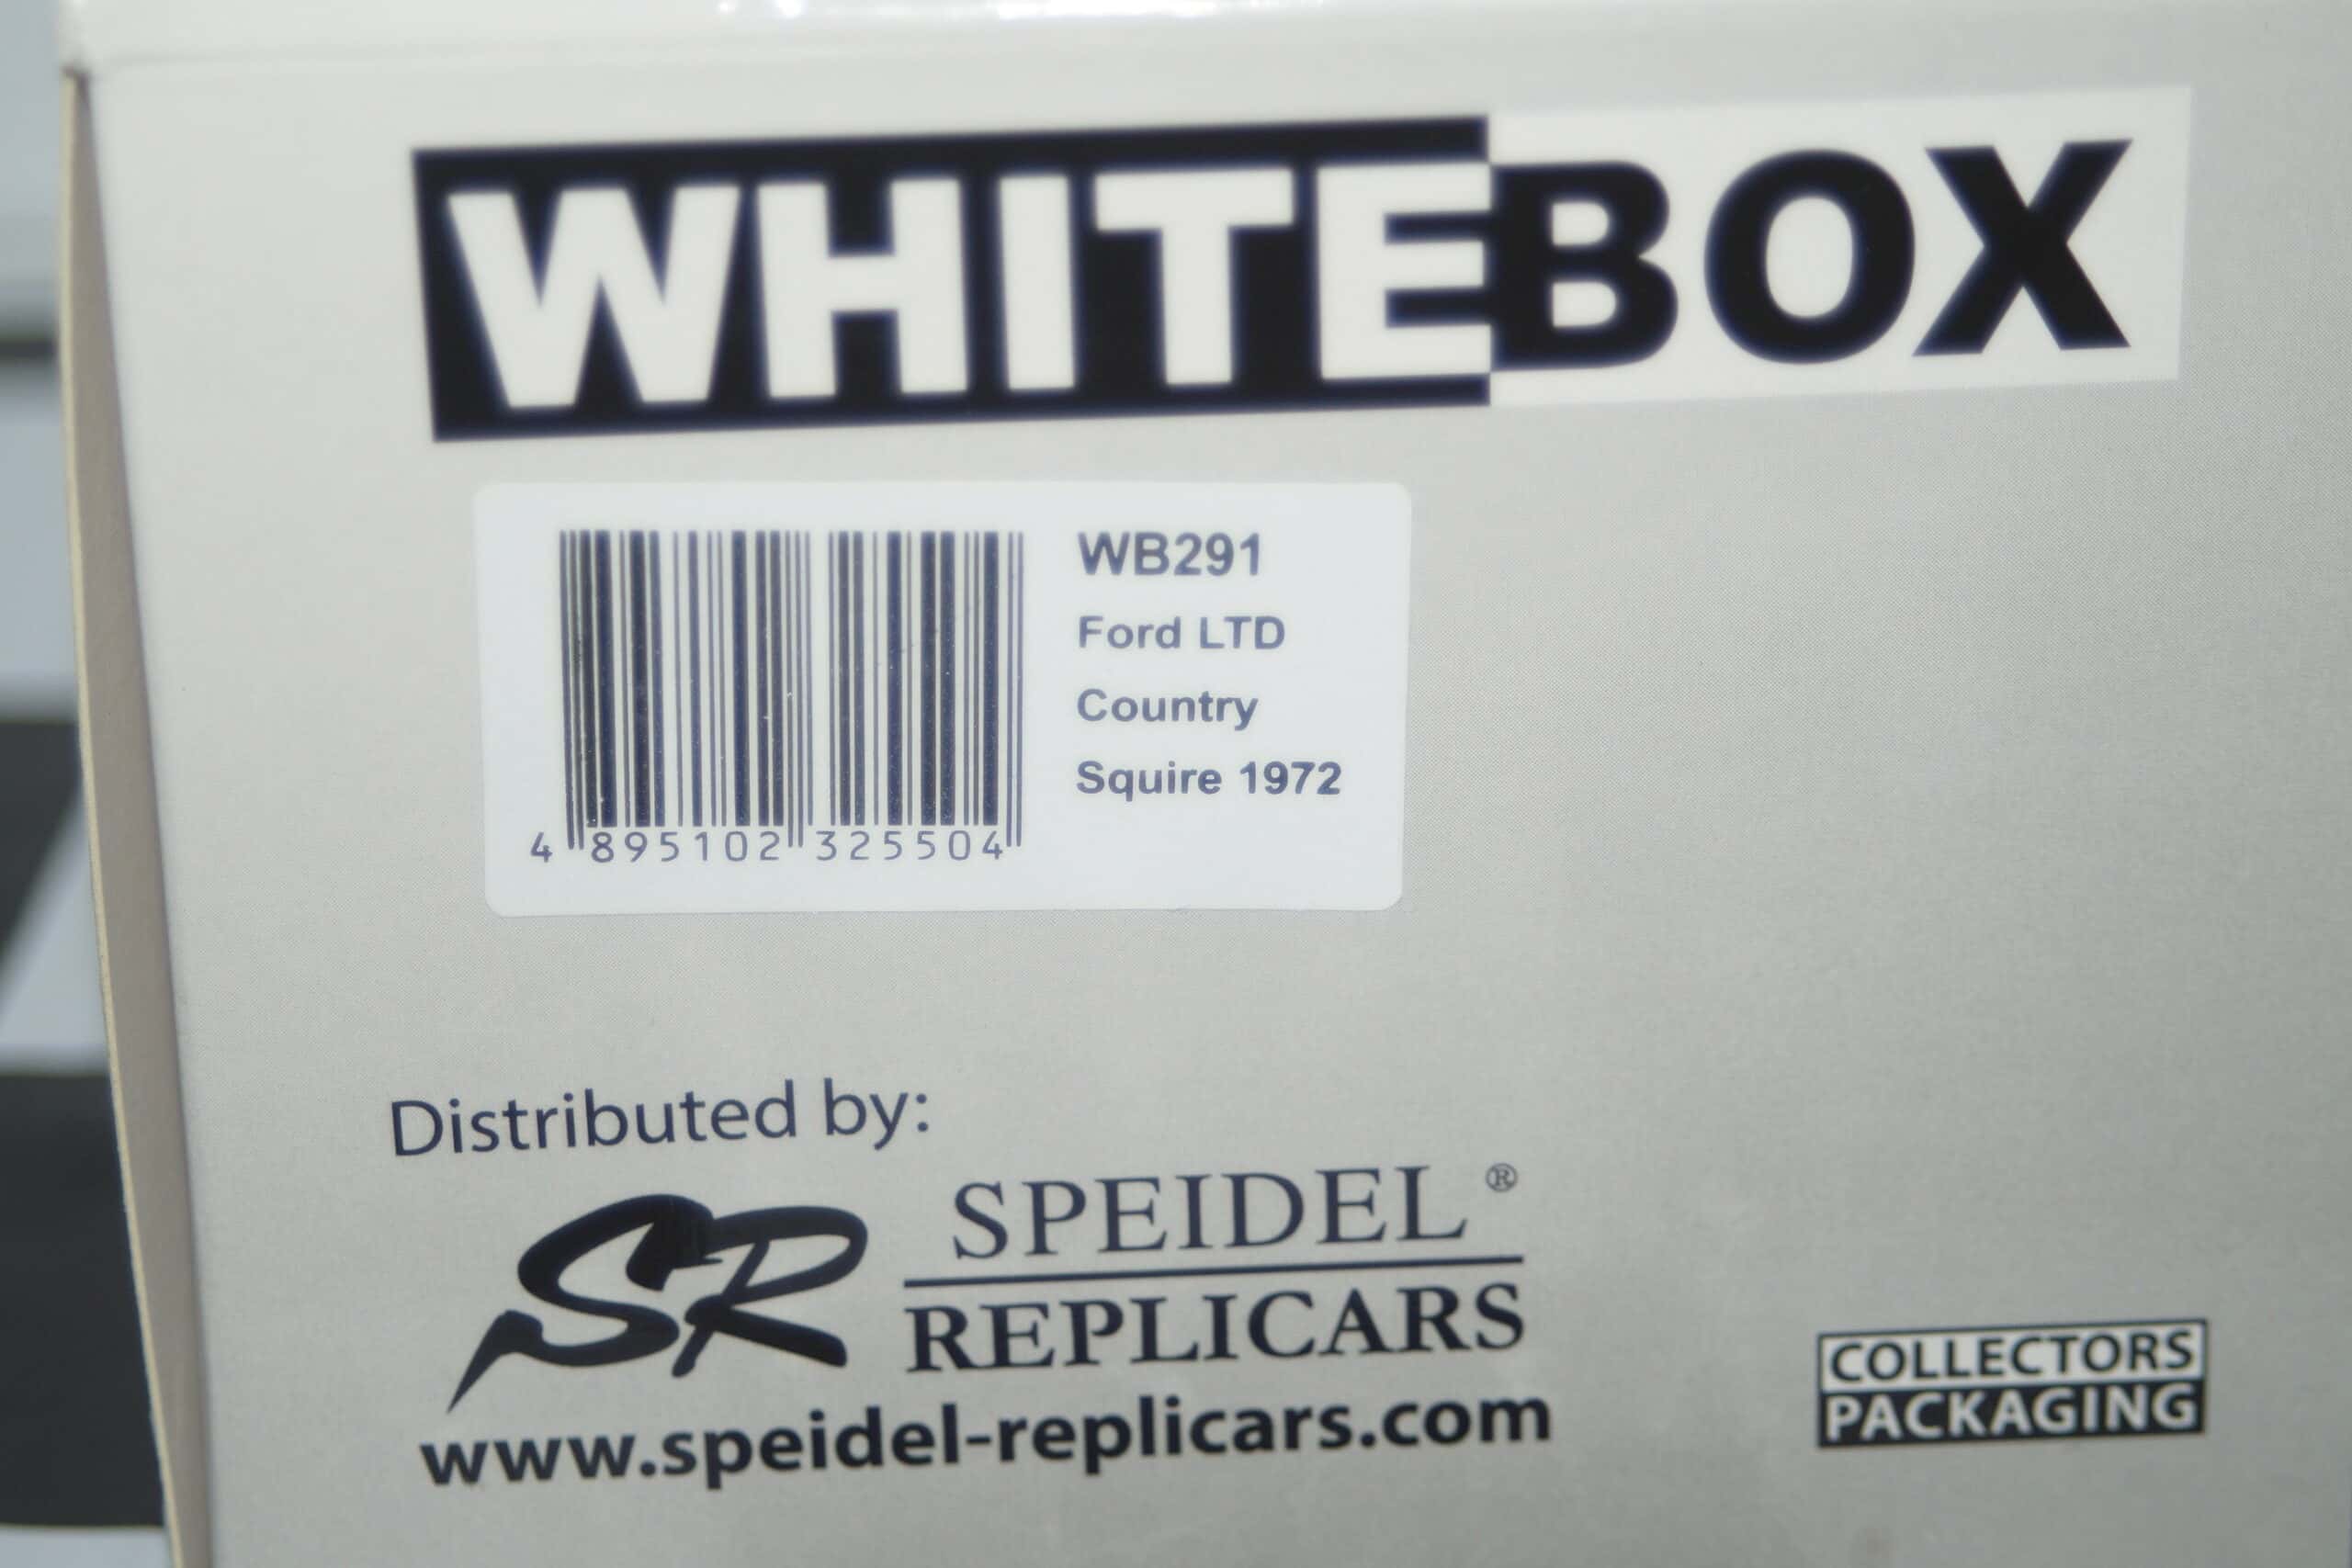 WHITEBOX
WB291
Ford LTD
Country
Squire 1972
4 895102 325504
Distributed by:
SR
SPEIDEL®
REPLICARS
www.speidel-replicars.com
COLLECTORS
PACKAGING